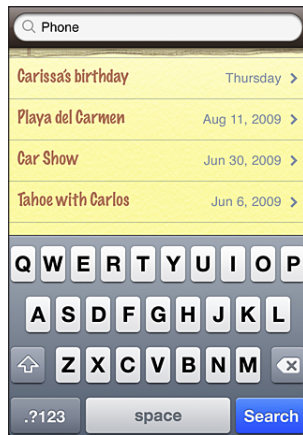 Phone
Carissa's birthday Thursday
Playa del Carmen Aug 11, 2009
Car Show Jun 30, 2009
Tahoe with Carlos Jun 6, 2009
Q W E R T Y U I O P
A S D F G H J K L
Z X C V B N M
.?123 space Search